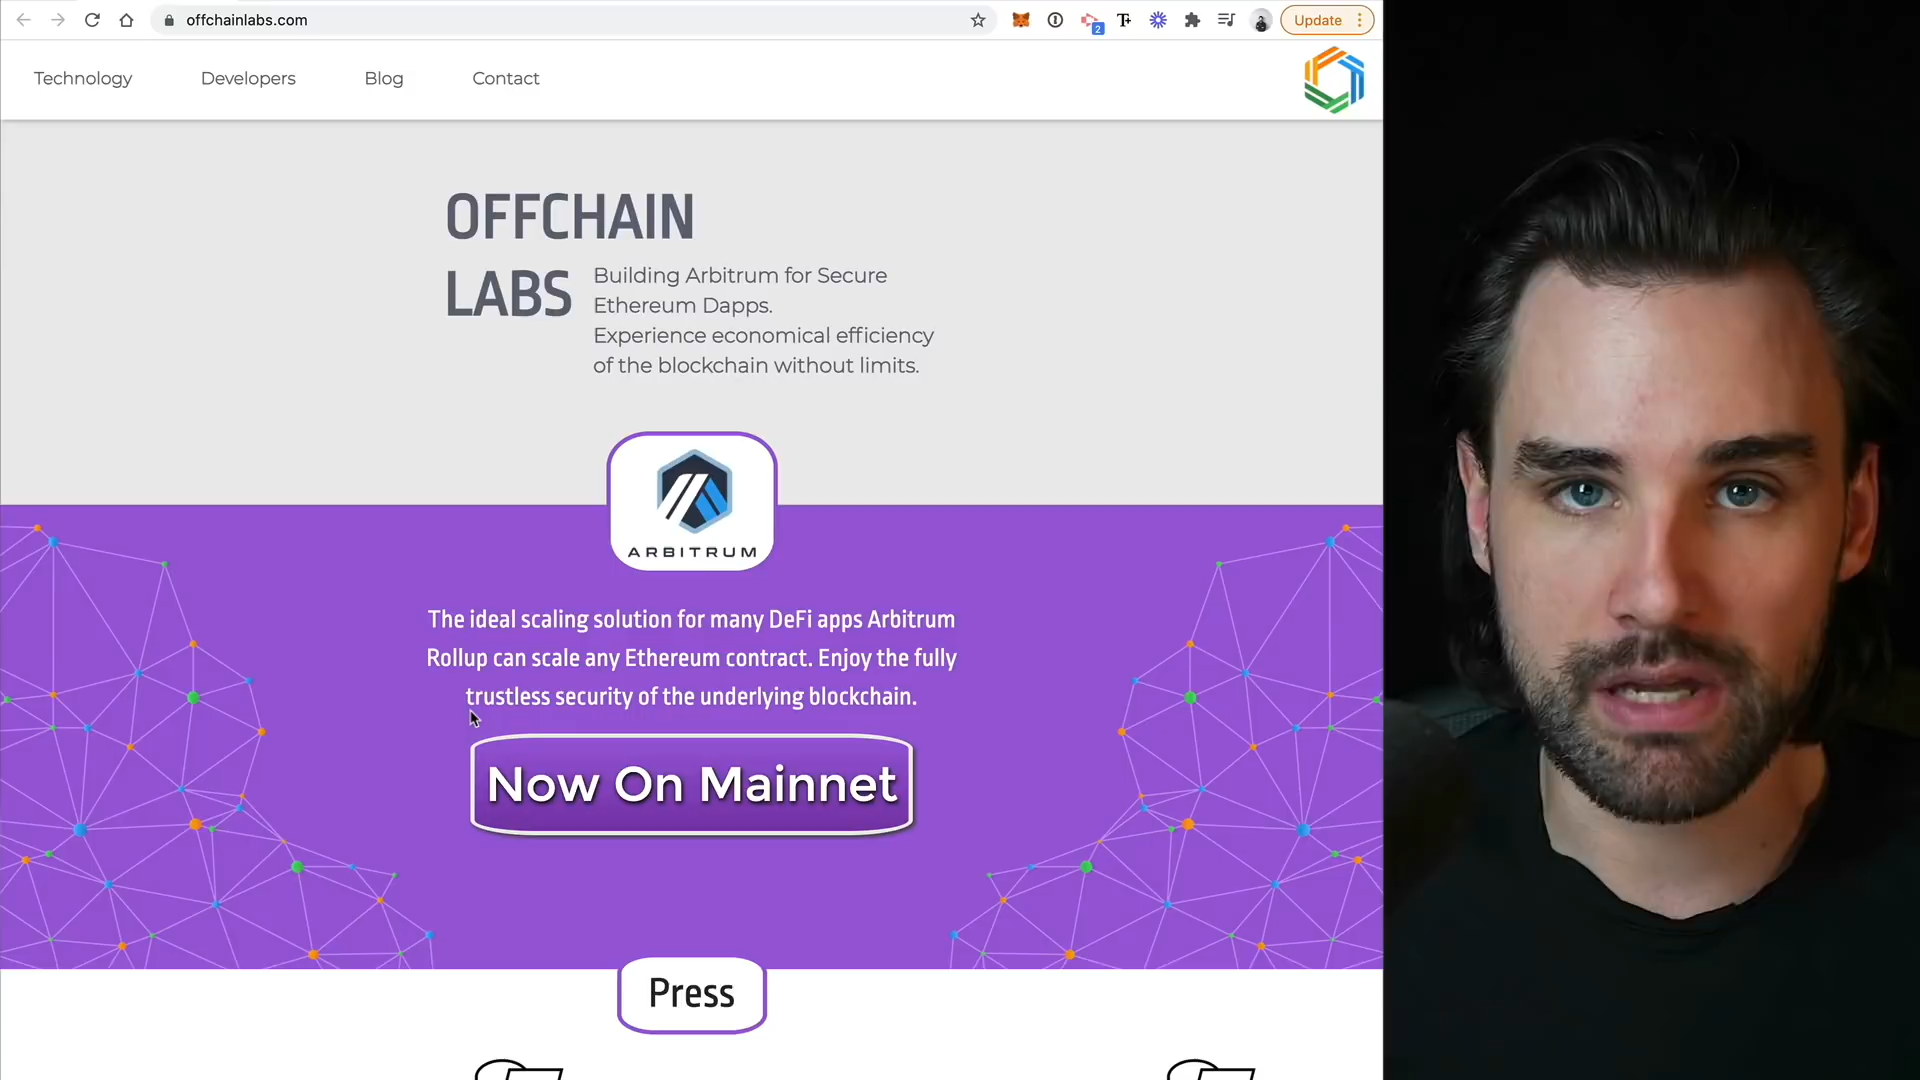 offchainlabs.com
2
Update
Technology
Developers
Blog
Contact
OFFCHAIN
LABS
Building Arbitrum for Secure
Ethereum Dapps.
Experience economical efficiency
of the blockchain without limits.
ARBITRUM
The ideal scaling solution for many DeFi apps Arbitrum
Rollup can scale any Ethereum contract. Enjoy the fully
trustless security of the underlying blockchain.
Now On Mainnet
Press